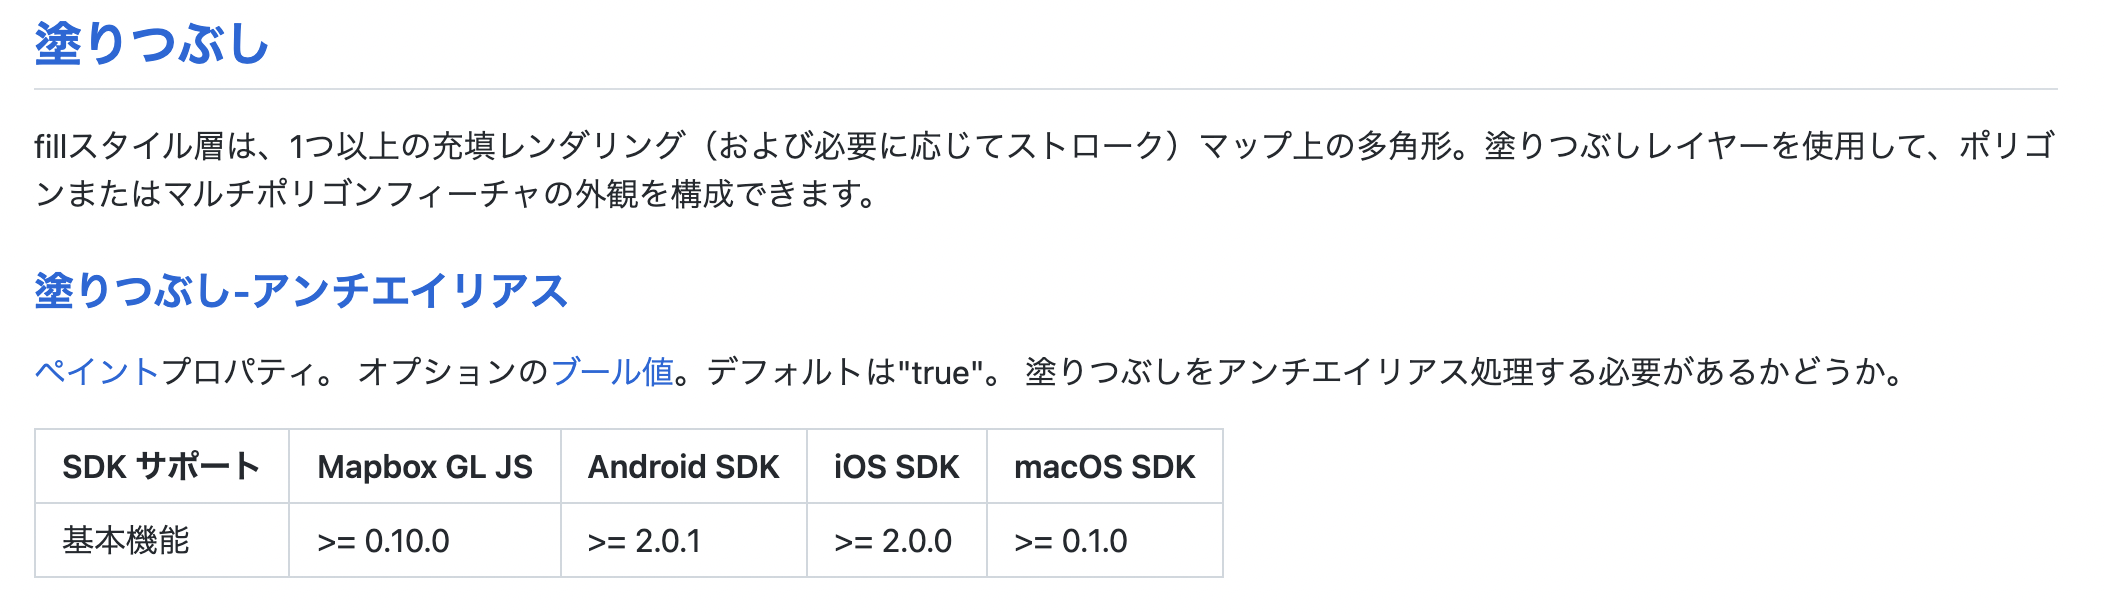 塗りつぶし
fillスタイル層は、1つ以上の充填レンダリング（および必要に応じてストローク）マップ上の多角形。塗りつぶしレイヤーを使用して、ポリゴ
ンまたはマルチポリゴンフィーチャの外観を構成できます。
塗りつぶし-アンチエイリアス
ペイントプロパティ。 オプションのブール値。デフォルトは"true"。 塗りつぶしをアンチエイリアス処理する必要があるかどうか。
SDK サポート Mapbox GL JS Android SDK iOS SDK macOS SDK
基本機能 >= 0.10.0 >= 2.0.1 >= 2.0.0 >= 0.1.0